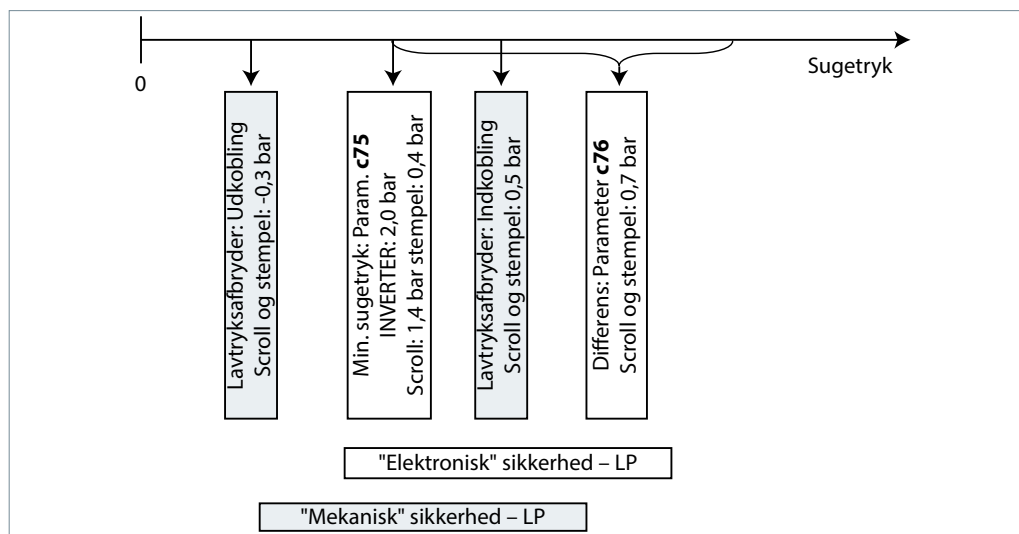 0
Sugetryk
Lavtryksafbryder: Udkobling
Scroll og stempel: -0,3 bar
Min. sugetryk: Param. c75
INVERTER: 2,0 bar
Scroll: 1,4 bar stempel: 0,4 bar
Lavtryksafbryder: Indkobling
Scroll og stempel: 0,5 bar
Differens: Parameter c76
Scroll og stempel: 0,7 bar
"Elektronisk" sikkerhed – LP
"Mekanisk" sikkerhed – LP